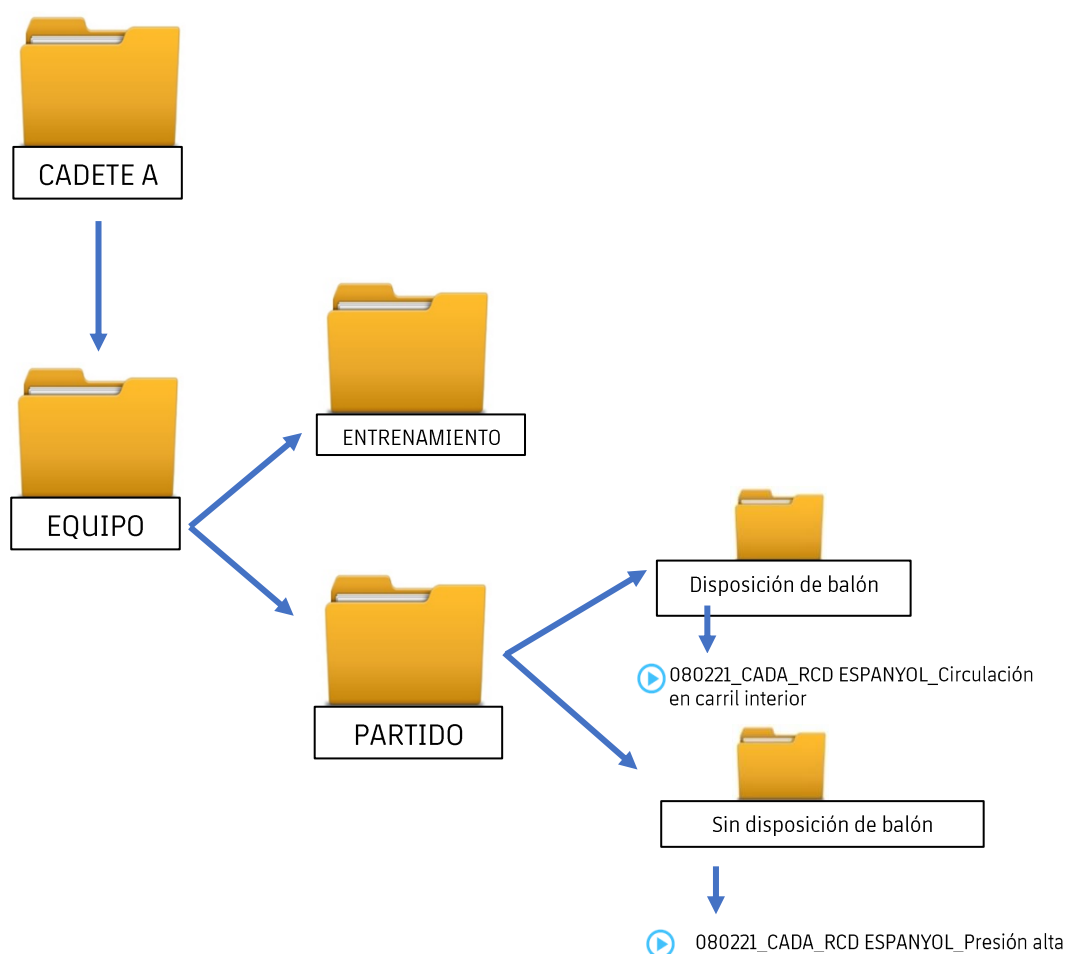 CADETE A
EQUIPO
ENTRENAMIENTO
PARTIDO
Disposición de balón
080221_CADA_RCD ESPANYOL_Circulación
en carril interior
Sin disposición de balón
080221_CADA_RCD ESPANYOL_Presión alta